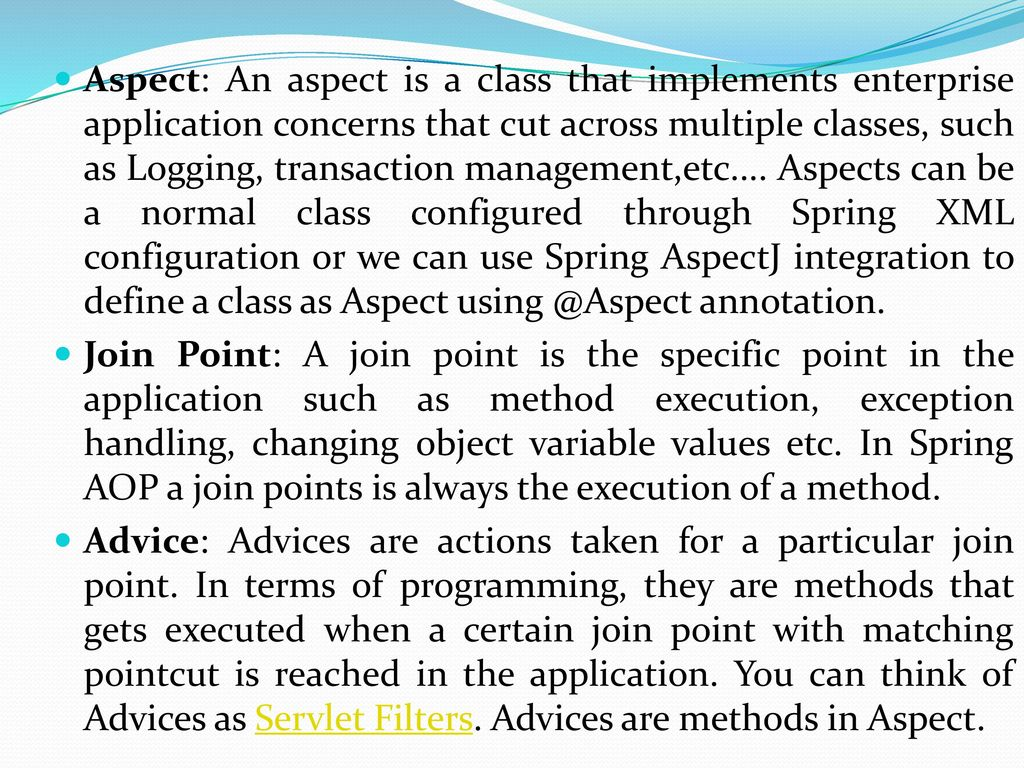 Aspect: An aspect is a class that implements enterprise
application concerns that cut across multiple classes, such
as Logging, transaction management,etc.... Aspects can be
a normal class configured through Spring XML
configuration or we can use Spring AspectJ integration to
define a class as Aspect using @Aspect annotation.
Join Point: A join point is the specific point in the
application such as method execution, exception
handling, changing object variable values etc. In Spring
AOP a join points is always the execution of a method.
Advice: Advices are actions taken for a particular join
point. In terms of programming, they are methods that
gets executed when a certain join point with matching
pointcut is reached in the application. You can think of
Advices as Servlet Filters. Advices are methods in Aspect.